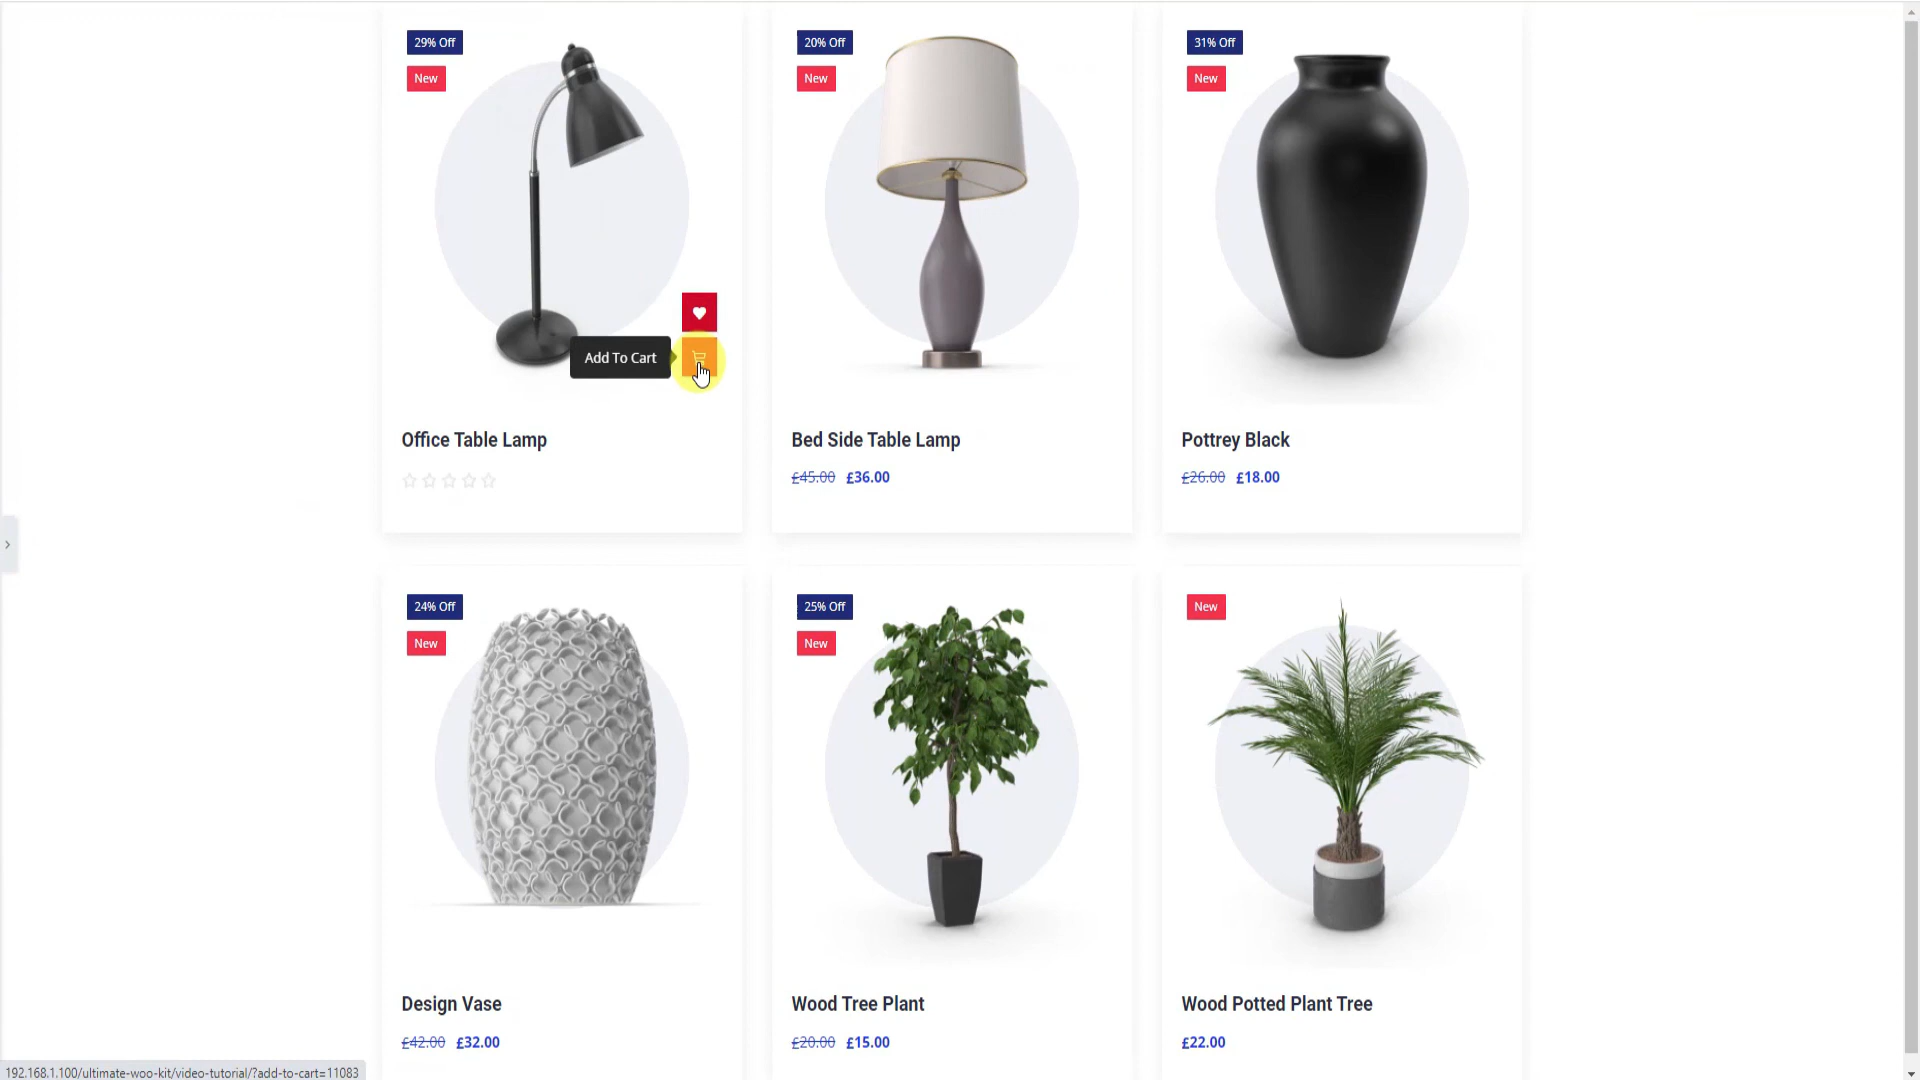 29% Off
New
20% Off
New
31% Off
New
Add To Cart
Office Table Lamp
Bed Side Table Lamp
£45.00 £36.00
Pottrey Black
£26.00 £18.00
24% Off
New
25% Off
New
New
Design Vase
£42.00 £32.00
Wood Tree Plant
£20.00 £15.00
Wood Potted Plant Tree
£22.00
192.168.1.100/ultimate-woo-kit/video-tutorial/?add-to-cart=11083